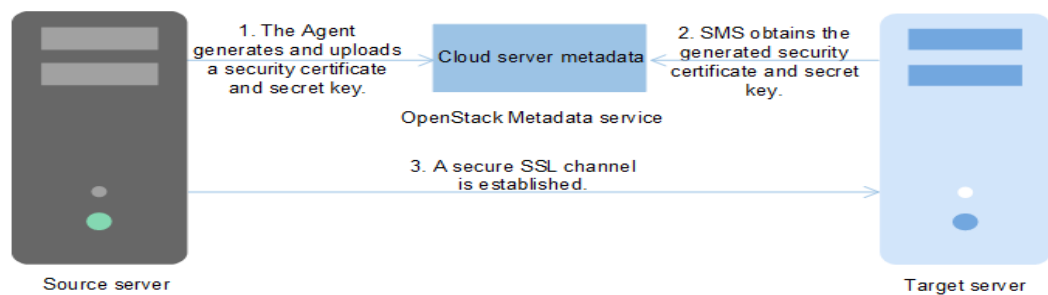 1. The Agent
generates and uploads
a security certificate
and secret key.
Cloud server metadata
OpenStack Metadata service
2. SMS obtains the
generated security
certificate and secret
key.
3. A secure SSL channel
is established.
Source server
Target server